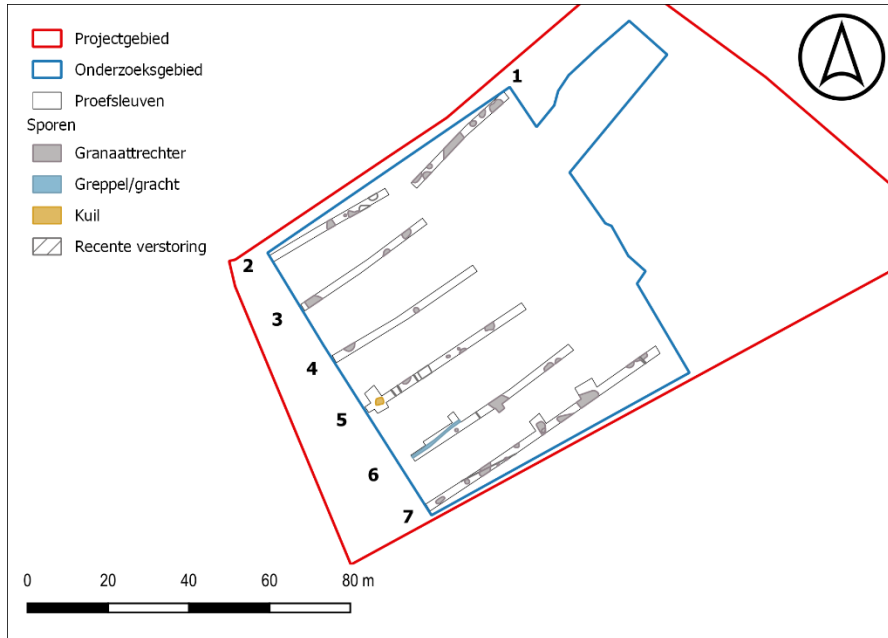 Projectgebied
Onderzoeksgebied
Proefsleuven
Sporen
Granaattrechter
Greppel/gracht
Kuil
Recente verstoring
1
2
3
4
5
6
7
0 20 40 60 80 m